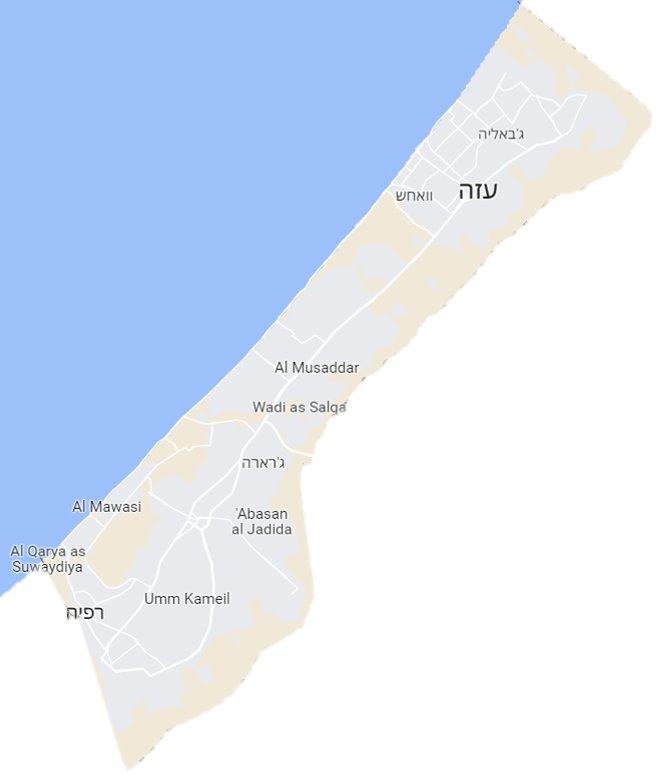 ג'באליה
עזה
וואחש
Al Musaddar
Wadi as Salqa
ג'רארה
Al Mawasi
'Abasan
al Jadida
Al Qarya as
Suwaydiya
Umm Kameil
רפיח